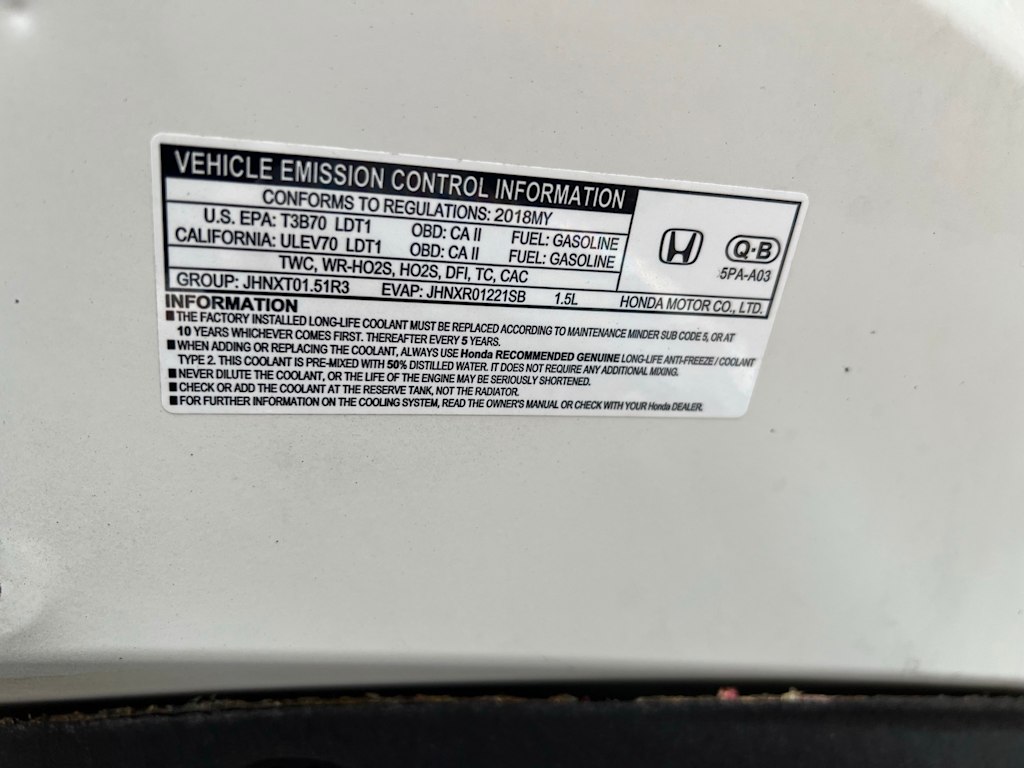 VEHICLE EMISSION CONTROL INFORMATION
CONFORMS TO REGULATIONS: 2018MY
U.S. EPA: T3B70 LDT1 OBD: CA II FUEL: GASOLINE
CALIFORNIA: ULEV70 LDT1 OBD: CA II FUEL: GASOLINE
TWC, WR-HO2S, HO2S, DFI, TC, CAC
Q·B
5PA-A03
GROUP: JHNXT01.51R3 EVAP: JHNXR01221SB 1.5L HONDA MOTOR CO., LTD.
INFORMATION
■ THE FACTORY INSTALLED LONG-LIFE COOLANT MUST BE REPLACED ACCORDING TO MAINTENANCE MINDER SUB CODE 5, OR AT
10 YEARS WHICHEVER COMES FIRST. THEREAFTER EVERY 5 YEARS.
■ WHEN ADDING OR REPLACING THE COOLANT, ALWAYS USE Honda RECOMMENDED GENUINE LONG-LIFE ANTI-FREEZE / COOLANT
TYPE 2. THIS COOLANT IS PRE-MIXED WITH 50% DISTILLED WATER. IT DOES NOT REQUIRE ANY ADDITIONAL MIXING.
■ NEVER DILUTE THE COOLANT, OR THE LIFE OF THE ENGINE MAY BE SERIOUSLY SHORTENED.
■ CHECK OR ADD THE COOLANT AT THE RESERVE TANK, NOT THE RADIATOR.
■ FOR FURTHER INFORMATION ON THE COOLING SYSTEM, READ THE OWNER'S MANUAL OR CHECK WITH YOUR Honda DEALER.